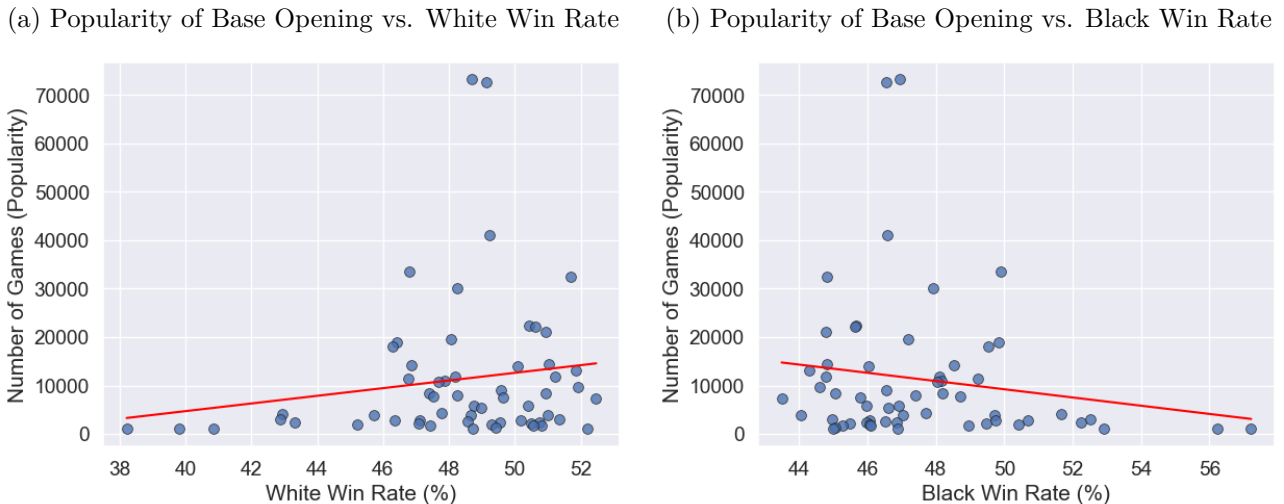 (a) Popularity of Base Opening vs. White Win Rate
Number of Games (Popularity)
70000
60000
50000
40000
30000
20000
10000
0
38 40 42 44 46 48 50 52
White Win Rate (%)
(b) Popularity of Base Opening vs. Black Win Rate
Number of Games (Popularity)
70000
60000
50000
40000
30000
20000
10000
0
44 46 48 50 52 54 56
Black Win Rate (%)